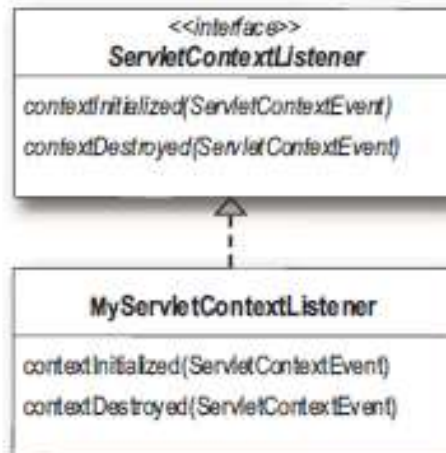 <<interface>>
ServletContextListener
contextInitialized(ServletContextEvent)
contextDestroyed(ServletContextEvent)
MyServletContextListener
contextInitialized(ServletContextEvent)
contextDestroyed(ServletContextEvent)